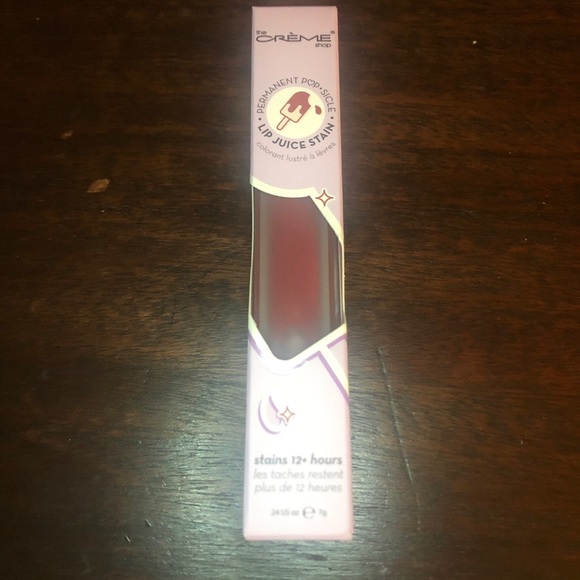 the CRÈME shop®
PERMANENT POP•SICLE
• LIP JUICE STAIN •
colorant lustré à lèvres
stains 12+ hours
les taches restent
plus de 12 heures
.24 US oz ℮ 7g